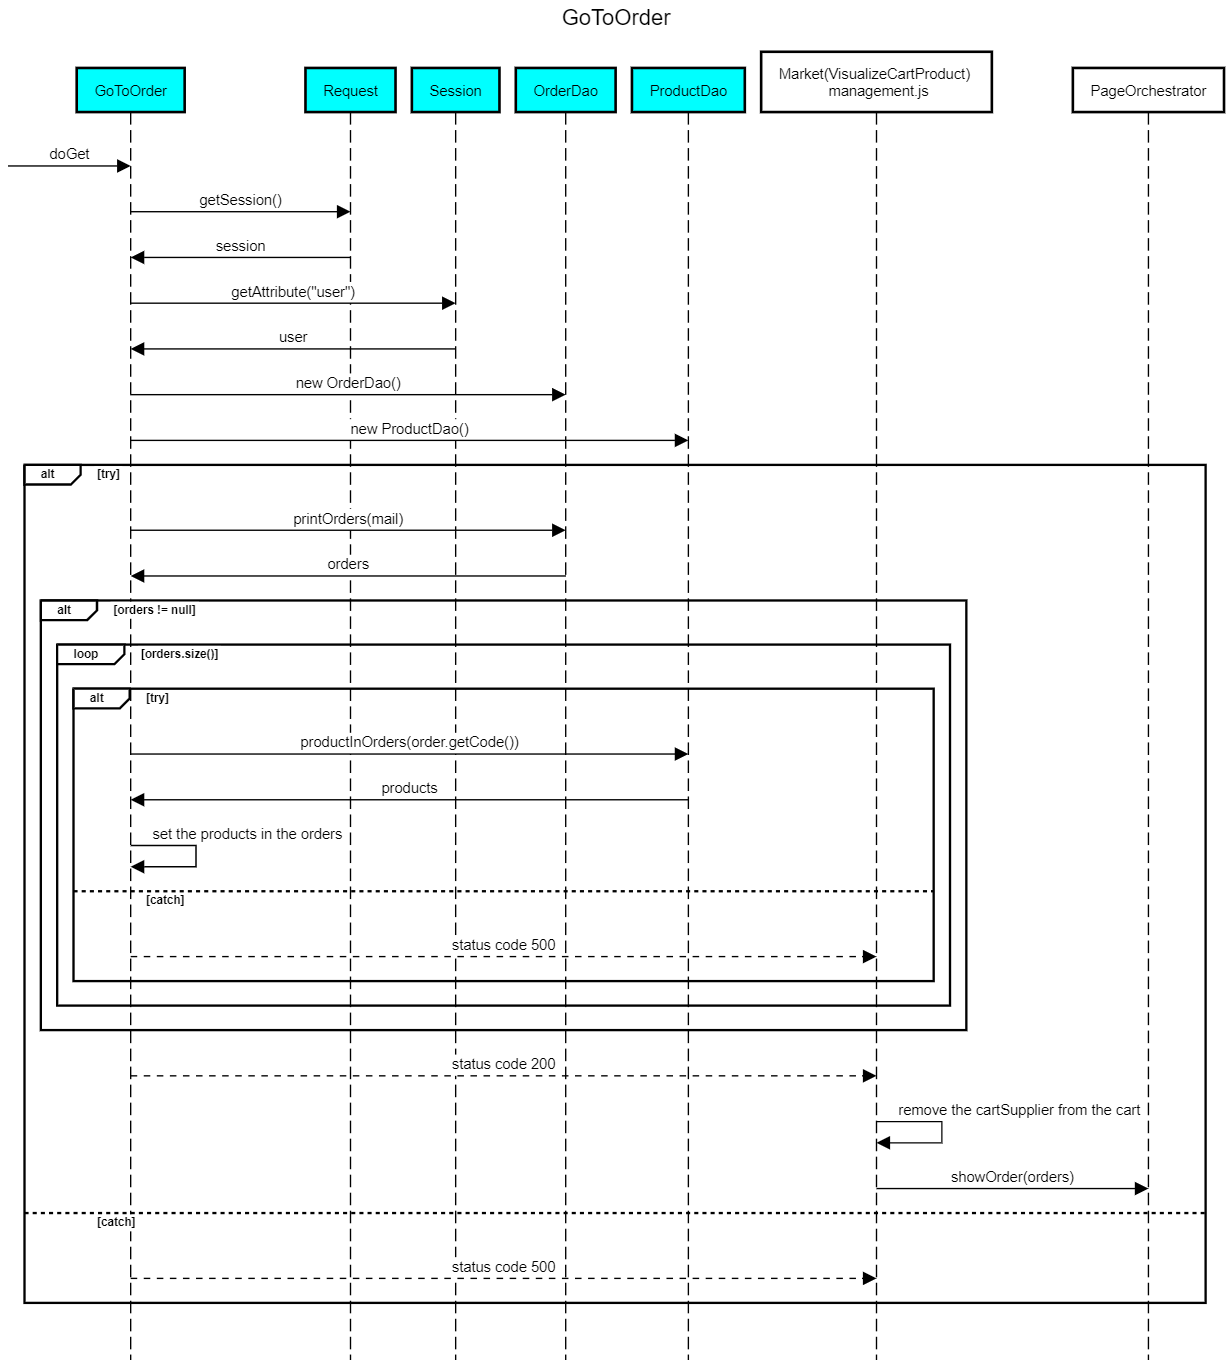 GoToOrder
GoToOrder
Request
Session
OrderDao
ProductDao
Market(VisualizeCartProduct)
management.js
PageOrchestrator
doGet
getSession()
session
getAttribute("user")
user
new OrderDao()
new ProductDao()
alt [try]
printOrders(mail)
orders
alt [orders != null]
loop [orders.size()]
alt [try]
productInOrders(order.getCode())
products
set the products in the orders
[catch]
status code 500
status code 200
remove the cartSupplier from the cart
showOrder(orders)
[catch]
status code 500